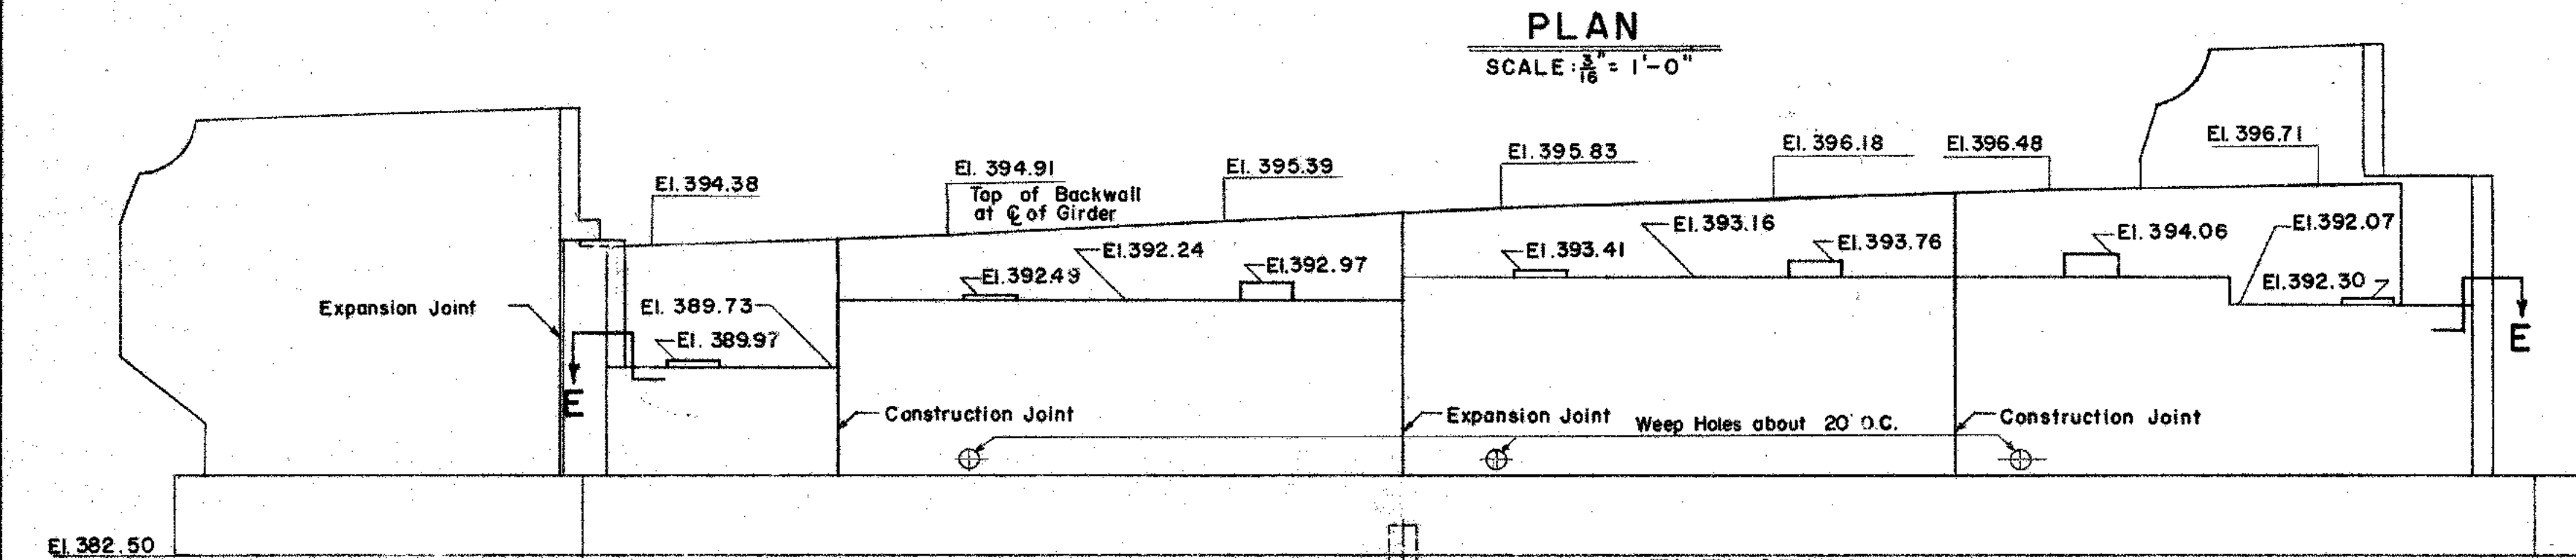 PLAN
SCALE: 3/16" = 1'-0"
El. 396.71
El. 396.48
El. 396.18
El. 395.83
El. 395.39
El. 394.91
El. 394.38
Top of Backwall
at ℄ of Girder
El. 393.16
El. 392.07
El. 394.06
El. 393.76
El. 393.41
El. 392.24
El. 392.97
El. 392.49
El. 392.30
Expansion Joint
El. 389.73
El. 389.97
E
E
Construction Joint
Expansion Joint
Weep Holes about 20' O.C.
Construction Joint
El. 382.50